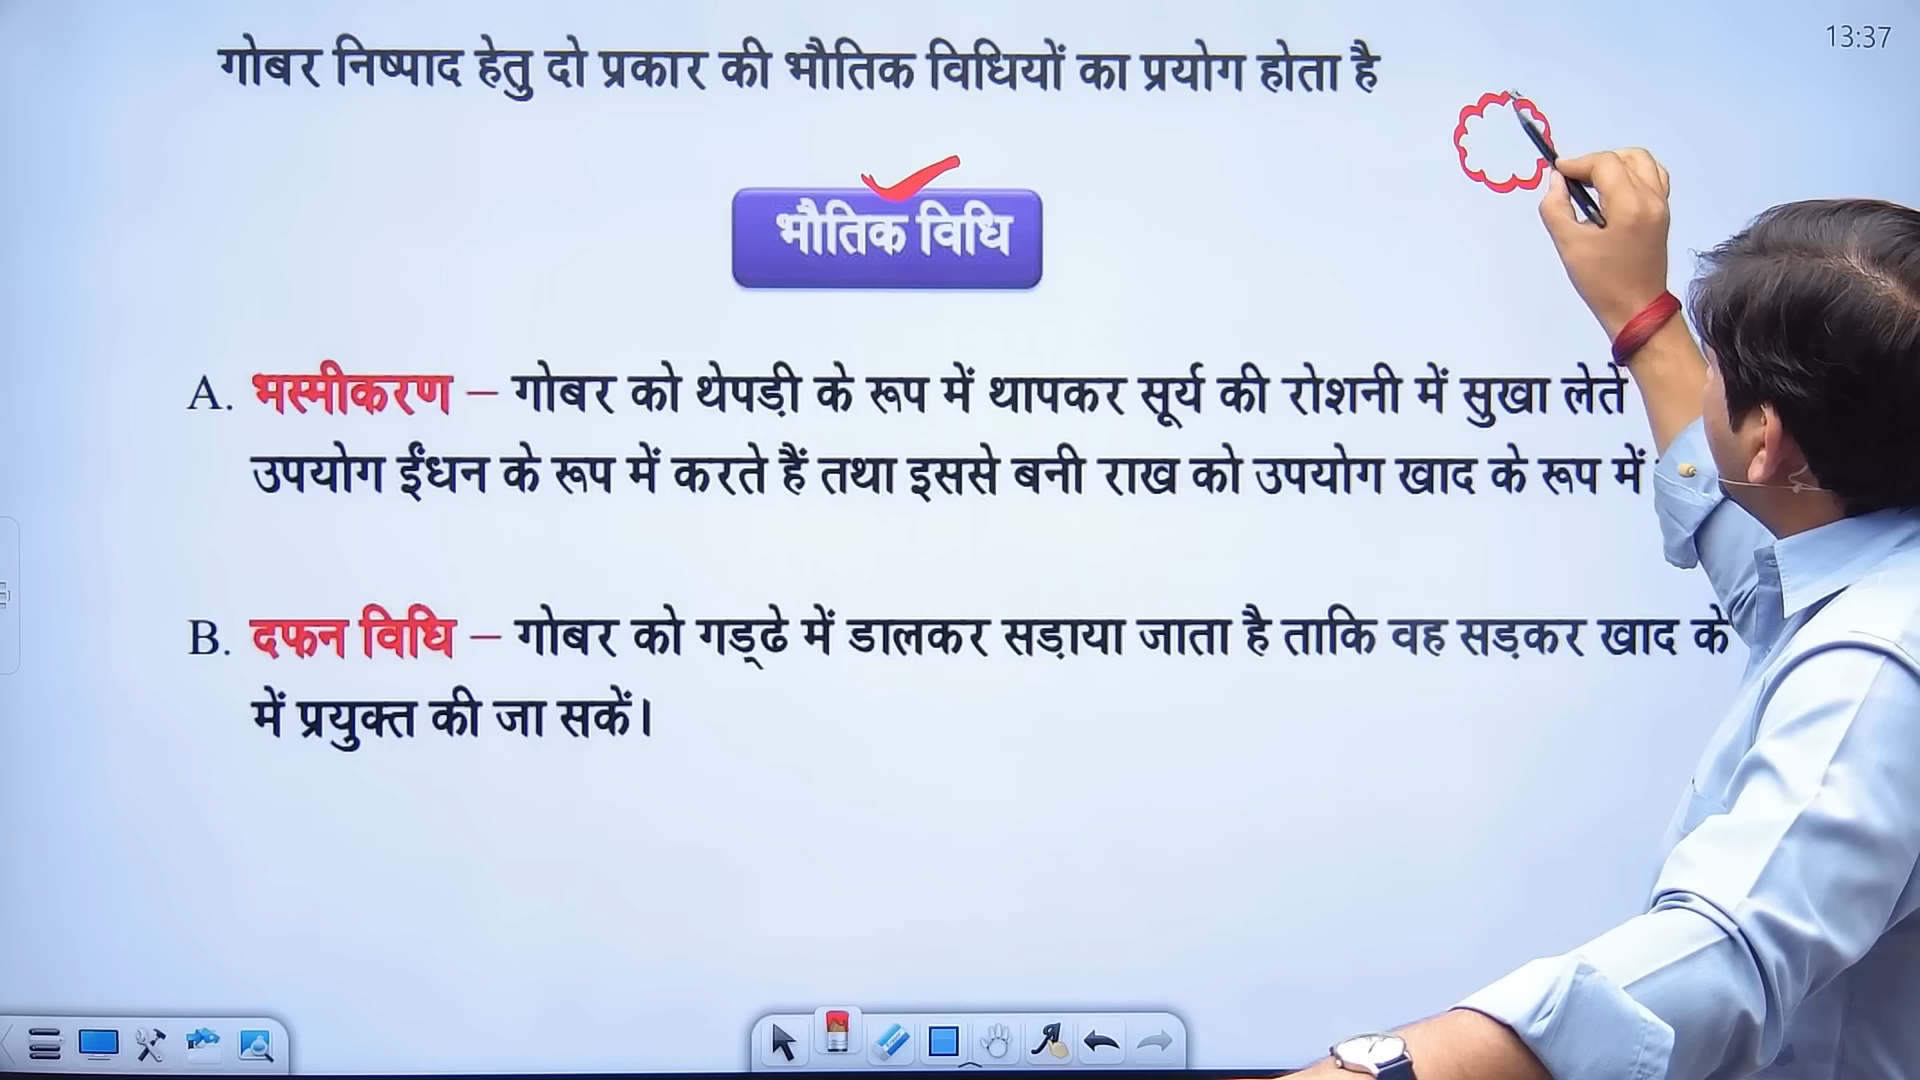 13:37
गोबर निष्पाद हेतु दो प्रकार की भौतिक विधियों का प्रयोग होता है
भौतिक विधि
A. भस्मीकरण – गोबर को थेपड़ी के रूप में थापकर सूर्य की रोशनी में सुखा लेते
उपयोग ईंधन के रूप में करते हैं तथा इससे बनी राख को उपयोग खाद के रूप में
B. दफन विधि – गोबर को गड्ढे में डालकर सड़ाया जाता है ताकि वह सड़कर खाद के
में प्रयुक्त की जा सकें।